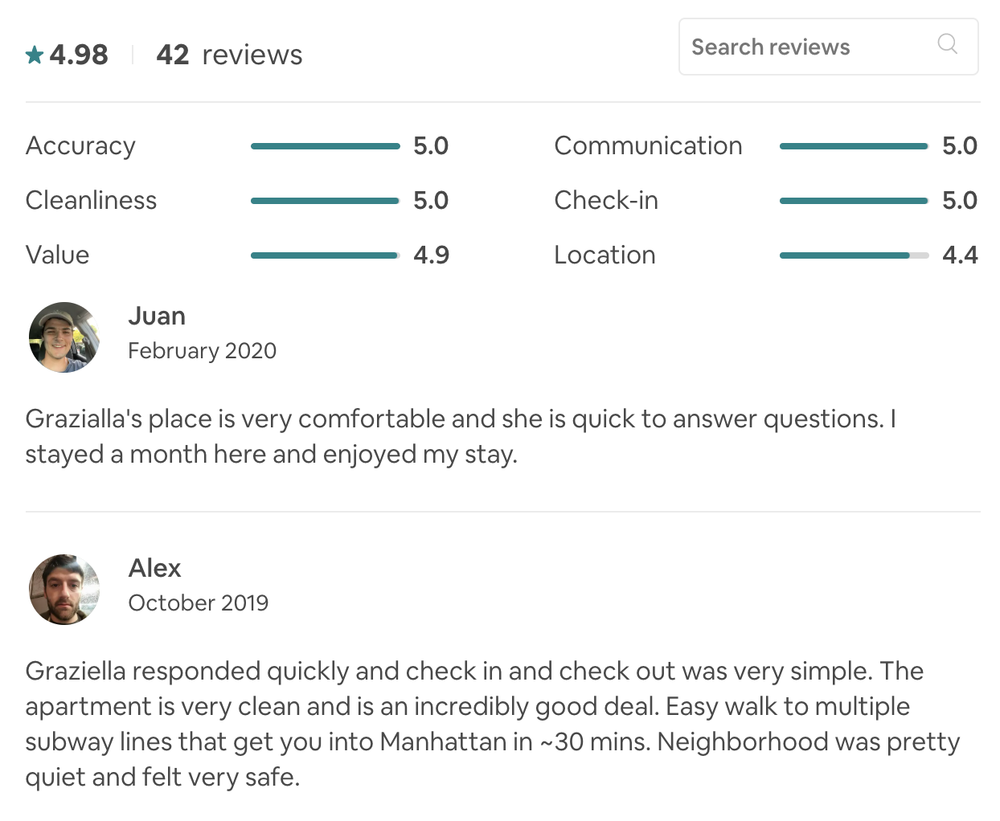 4.98 42 reviews
Search reviews
Accuracy 5.0
Communication 5.0
Cleanliness 5.0
Check-in 5.0
Value 4.9
Location 4.4
Juan
February 2020
Grazialla's place is very comfortable and she is quick to answer questions. I
stayed a month here and enjoyed my stay.
Alex
October 2019
Graziella responded quickly and check in and check out was very simple. The
apartment is very clean and is an incredibly good deal. Easy walk to multiple
subway lines that get you into Manhattan in ~30 mins. Neighborhood was pretty
quiet and felt very safe.